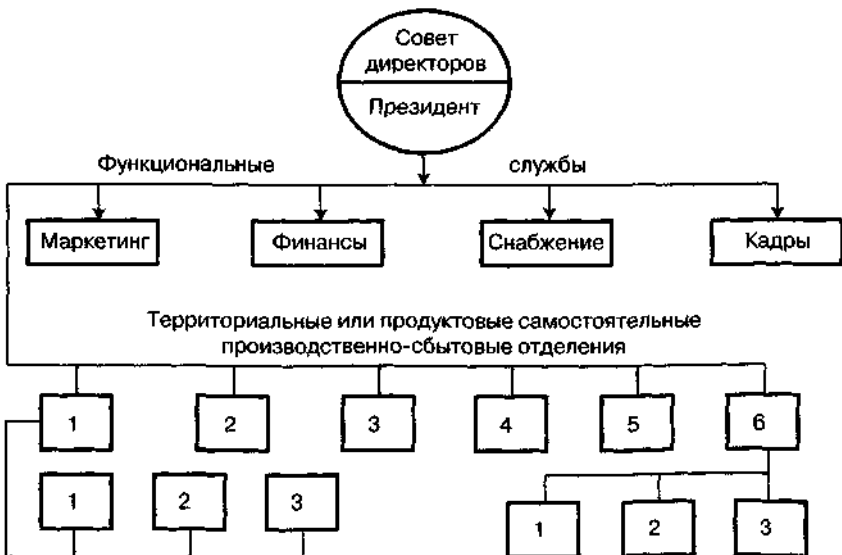 Совет
директоров
Президент
Функциональные службы
Маркетинг Финансы Снабжение Кадры
Территориальные или продуктовые самостоятельные
производственно-сбытовые отделения
1 2 3 4 5 6
1 2 3
1 2 3